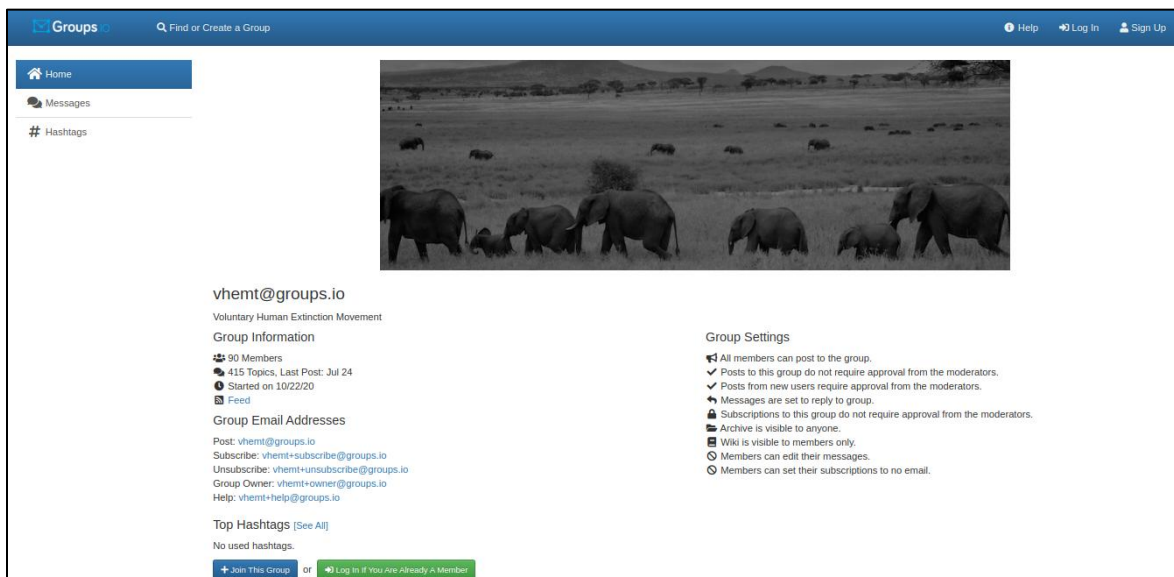 Groups.io
Find or Create a Group
Help
Log In
Sign Up
Home
Messages
# Hashtags
vhemt@groups.io
Voluntary Human Extinction Movement
Group Information
90 Members
415 Topics, Last Post: Jul 24
Started on 10/22/20
Feed
Group Email Addresses
Post: vhemt@groups.io
Subscribe: vhemt+subscribe@groups.io
Unsubscribe: vhemt+unsubscribe@groups.io
Group Owner: vhemt+owner@groups.io
Help: vhemt+help@groups.io
Top Hashtags [See All]
No used hashtags.
+ Join This Group or Log In If You Are Already A Member
Group Settings
All members can post to the group.
Posts to this group do not require approval from the moderators.
Posts from new users require approval from the moderators.
Messages are set to reply to group.
Subscriptions to this group do not require approval from the moderators.
Archive is visible to anyone.
Wiki is visible to members only.
Members can edit their messages.
Members can set their subscriptions to no email.